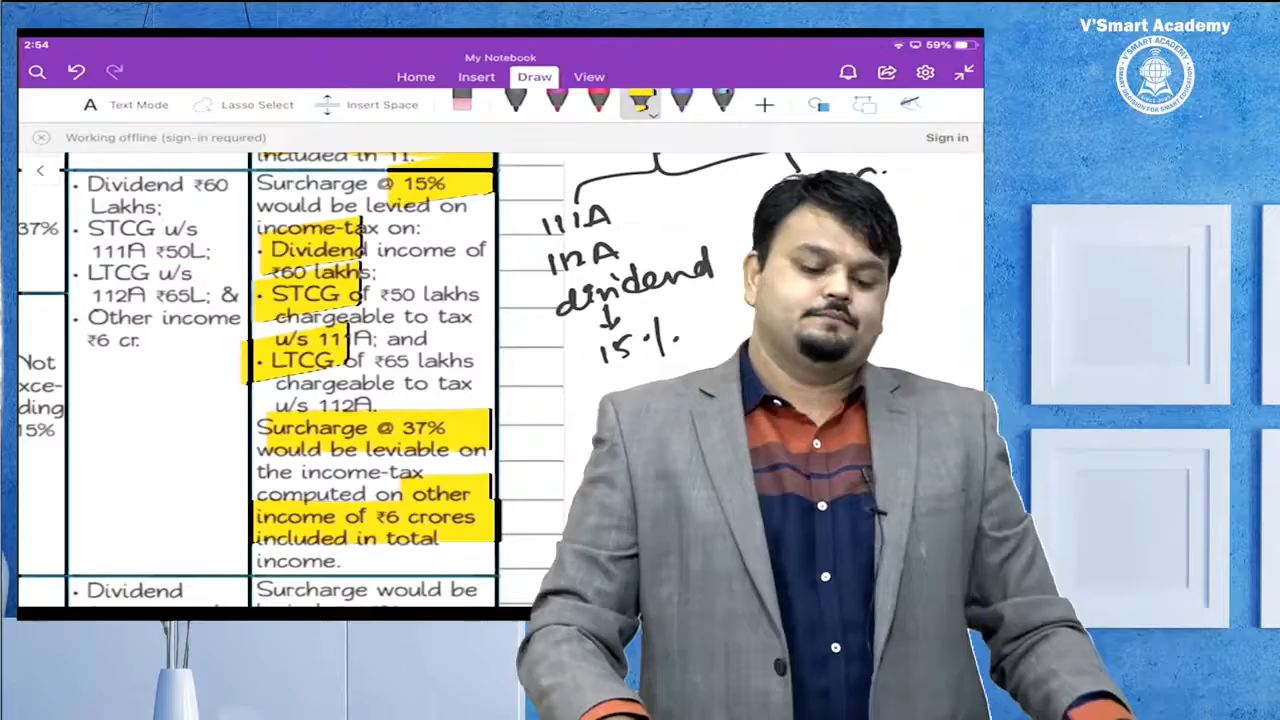 V'Smart Academy
2:54
59%
My Notebook
Home
Insert
Draw
View
A Text Mode
Lasso Select
Insert Space
Working offline (sign-in required)
Sign in
included in TI.
37%
Not
xce-
ding
15%
• Dividend ₹60
Lakhs;
• STCG u/s
111A ₹50L;
• LTCG u/s
112A ₹65L; &
• Other income
₹6 cr.
• Dividend
Surcharge @ 15%
would be levied on
income-tax on:
• Dividend income of
₹60 lakhs;
• STCG of ₹50 lakhs
chargeable to tax
u/s 111A; and
• LTCG of ₹65 lakhs
chargeable to tax
u/s 112A.
Surcharge @ 37%
would be leviable on
the income-tax
computed on other
income of ₹6 crores
included in total
income.
Surcharge would be
111A
112A
dividend
15%